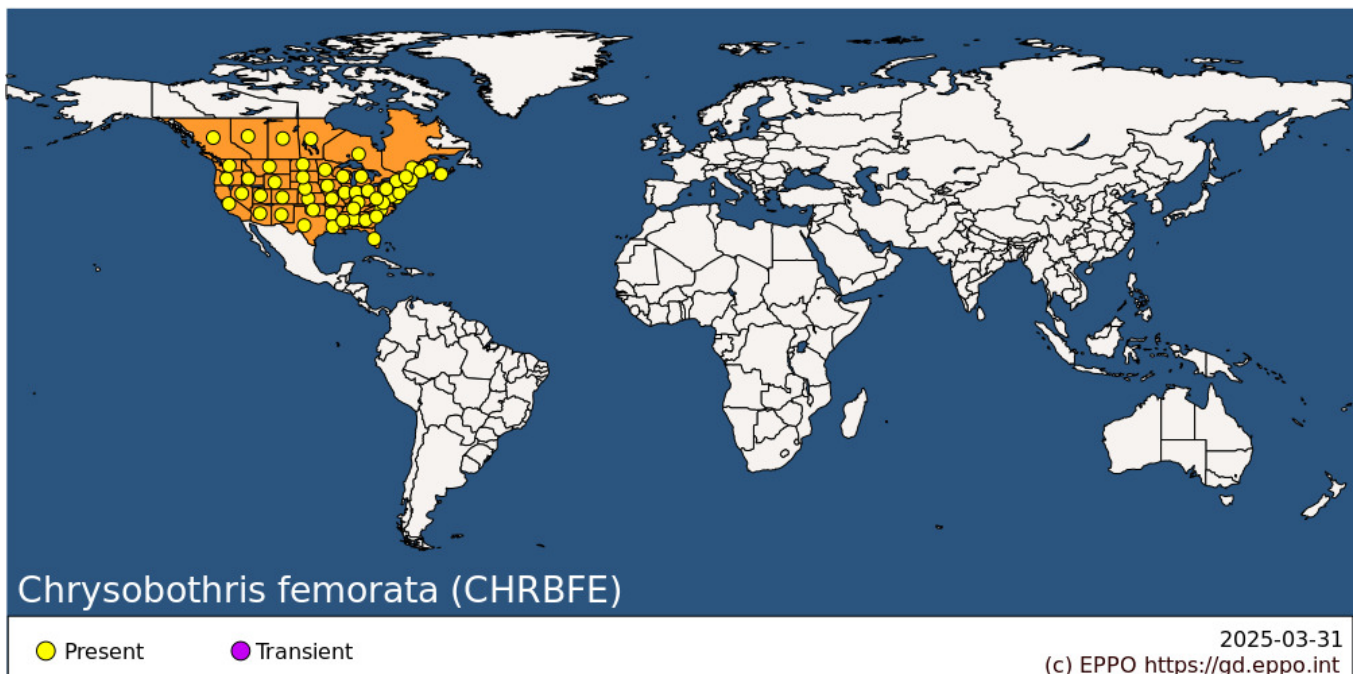 Chrysobothris femorata (CHRBFE)
Present
Transient
2025-03-31
(c) EPPO https://gd.eppo.int